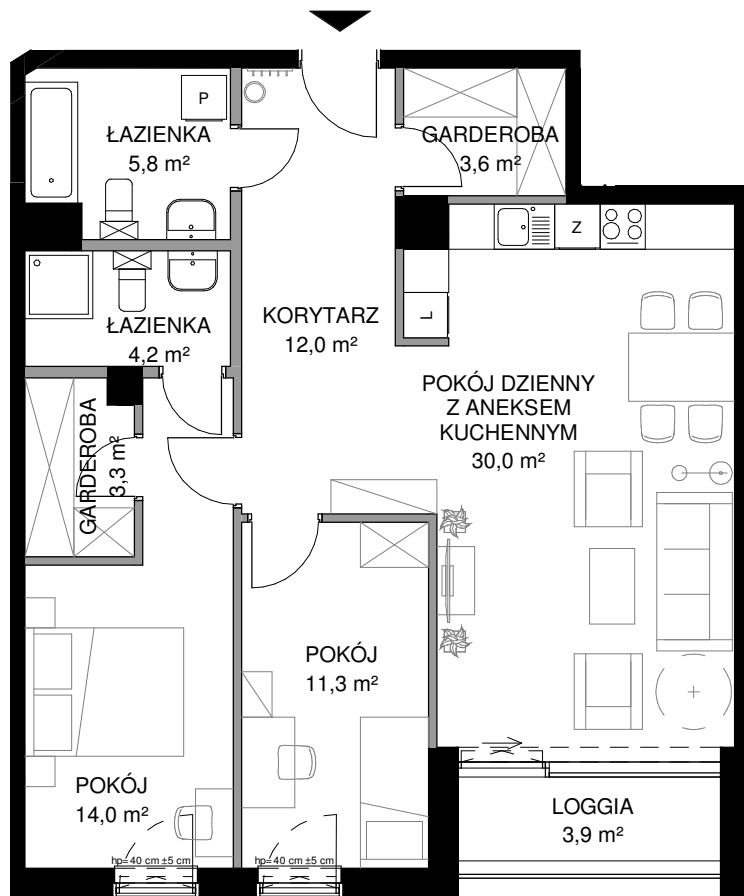 P
ŁAZIENKA
5,8 m²
GARDEROBA
3,6 m²
Z
L
KORYTARZ
12,0 m²
ŁAZIENKA
4,2 m²
POKÓJ DZIENNY
Z ANEKSEM
KUCHENNYM
30,0 m²
GARDEROBA
3,3 m²
POKÓJ
11,3 m²
POKÓJ
14,0 m²
LOGGIA
3,9 m²
hp= 40 cm ±5 cm
hp= 40 cm ±5 cm